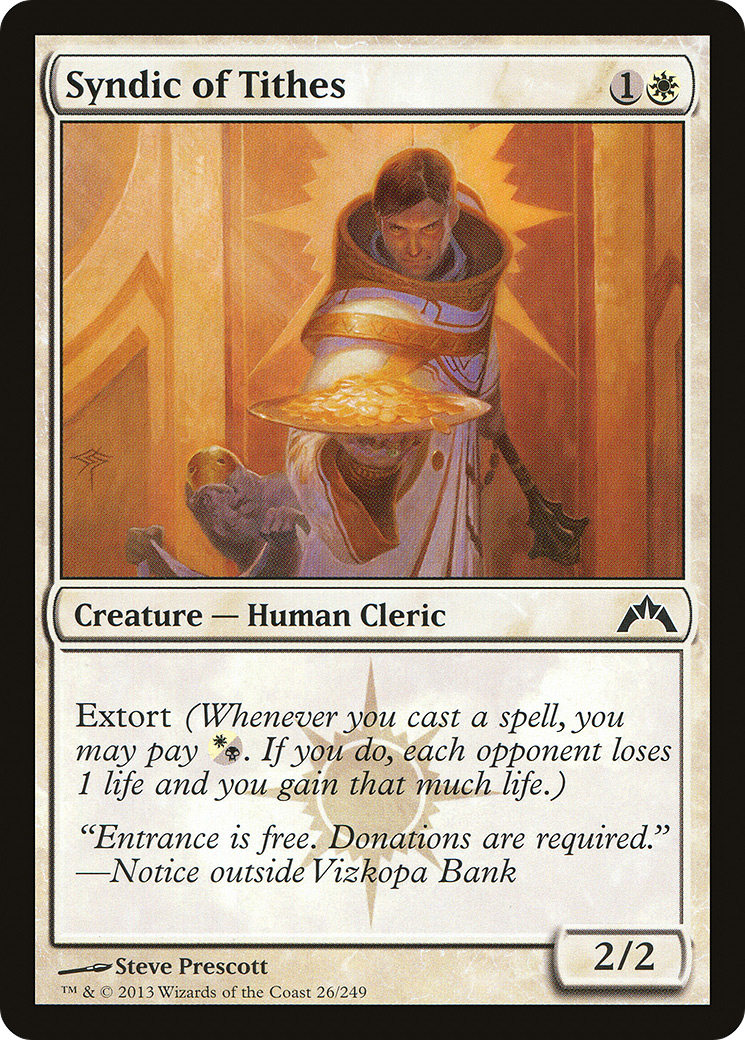 Syndic of Tithes 1
Creature — Human Cleric
Extort (Whenever you cast a spell, you
may pay . If you do, each opponent loses
1 life and you gain that much life.)
“Entrance is free. Donations are required.”
—Notice outside Vizkopa Bank
2/2
Steve Prescott
™ & © 2013 Wizards of the Coast 26/249